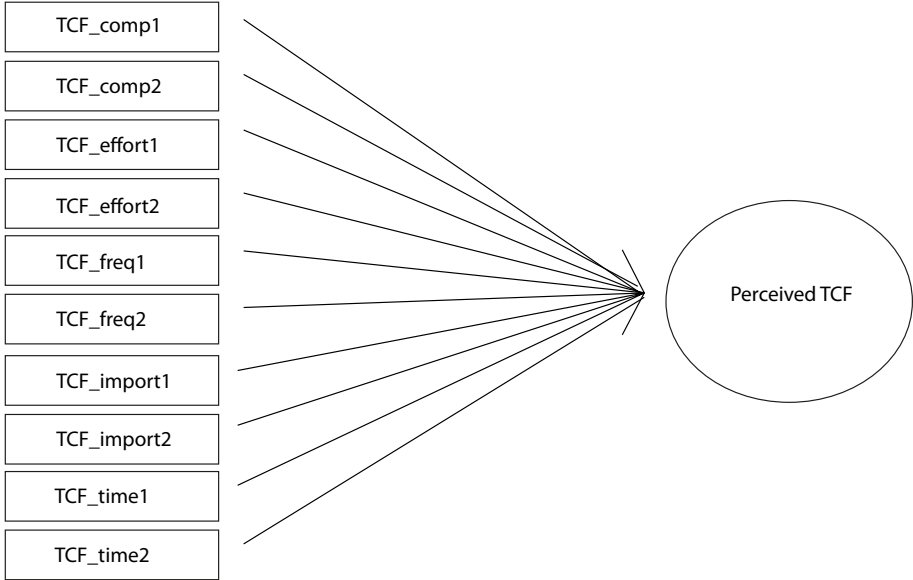 TCF_comp1
TCF_comp2
TCF_effort1
TCF_effort2
TCF_freq1
TCF_freq2
TCF_import1
TCF_import2
TCF_time1
TCF_time2
Perceived TCF